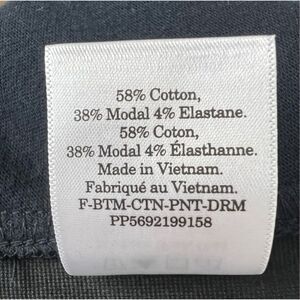 58% Cotton,
38% Modal 4% Elastane.
58% Coton,
38% Modal 4% Élasthanne.
Made in Vietnam.
Fabriqué au Vietnam.
F-BTM-CTN-PNT-DRM
PP5692199158